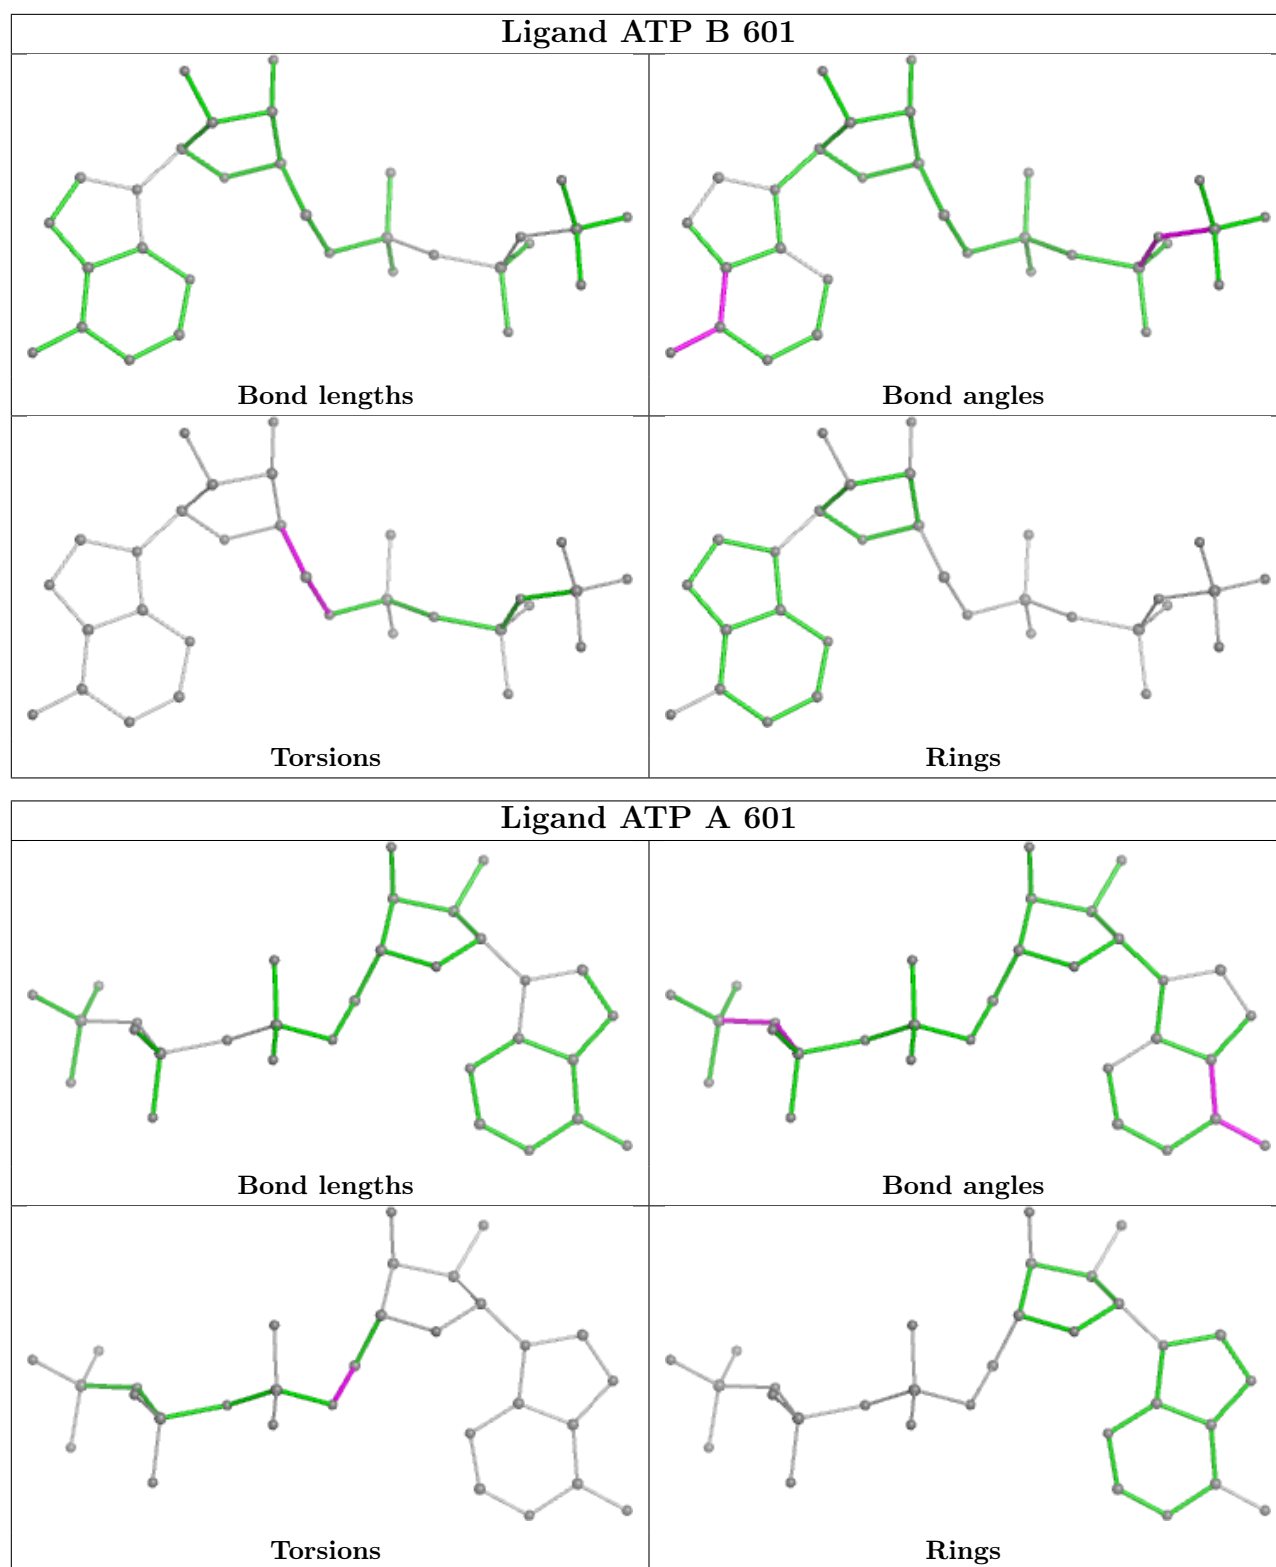 Ligand ATP B 601
Bond lengths
Bond angles
Torsions
Rings
Ligand ATP A 601
Bond lengths
Bond angles
Torsions
Rings